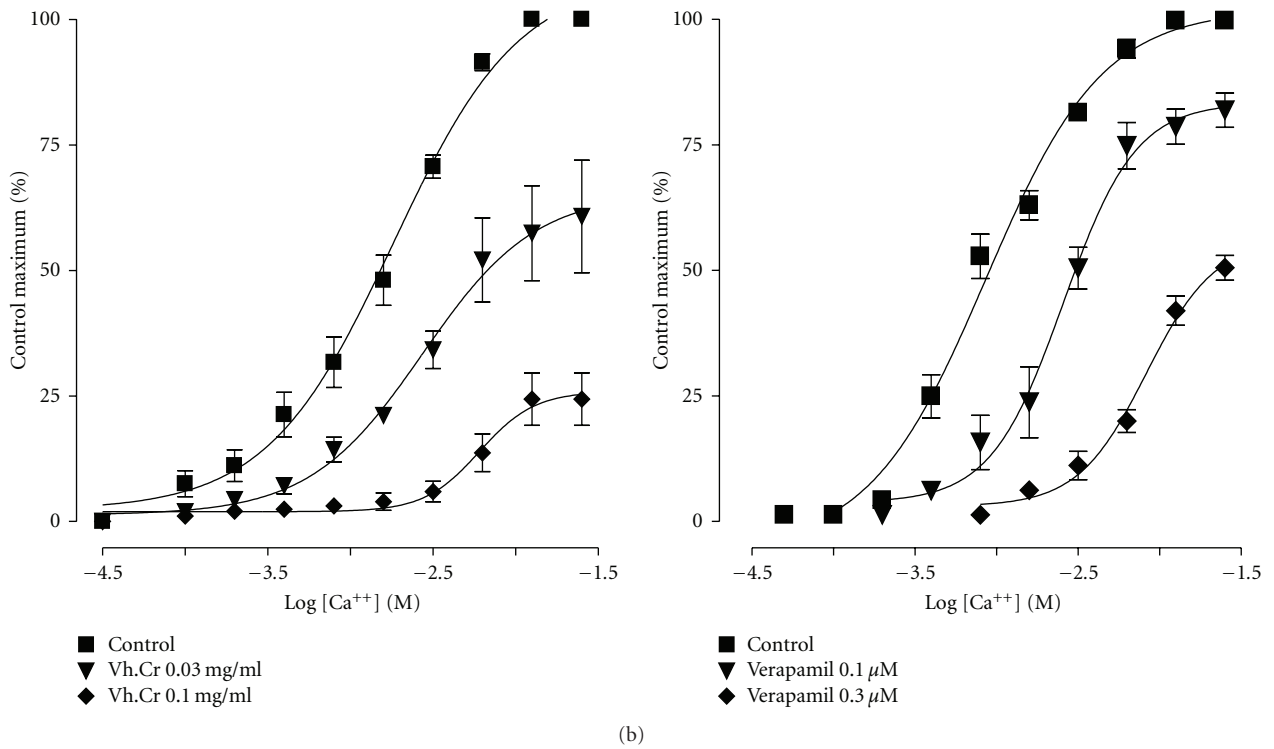 100
75
50
25
0
Control maximum (%)
−4.5 −3.5 −2.5 −1.5
Log [Ca⁺⁺] (M)
Control
Vh.Cr 0.03 mg/ml
Vh.Cr 0.1 mg/ml
100
75
50
25
0
Control maximum (%)
−4.5 −3.5 −2.5 −1.5
Log [Ca⁺⁺] (M)
Control
Verapamil 0.1 μM
Verapamil 0.3 μM
(b)